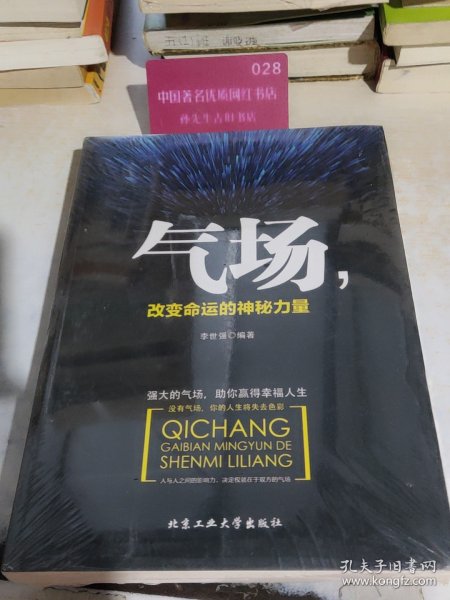 028
中国著名优质网红书店
孙先生古旧书店
气场,
改变命运的神秘力量
李世强◎编著
强大的气场，助你赢得幸福人生
没有气场，你的人生将失去色彩
QICHANG
GAIBIAN MINGYUN DE
SHENMI LILIANG
人与人之间的影响力，决定权就在于双方的气场
北京工业大学出版社
孔夫子旧书网
www.kongfz.com